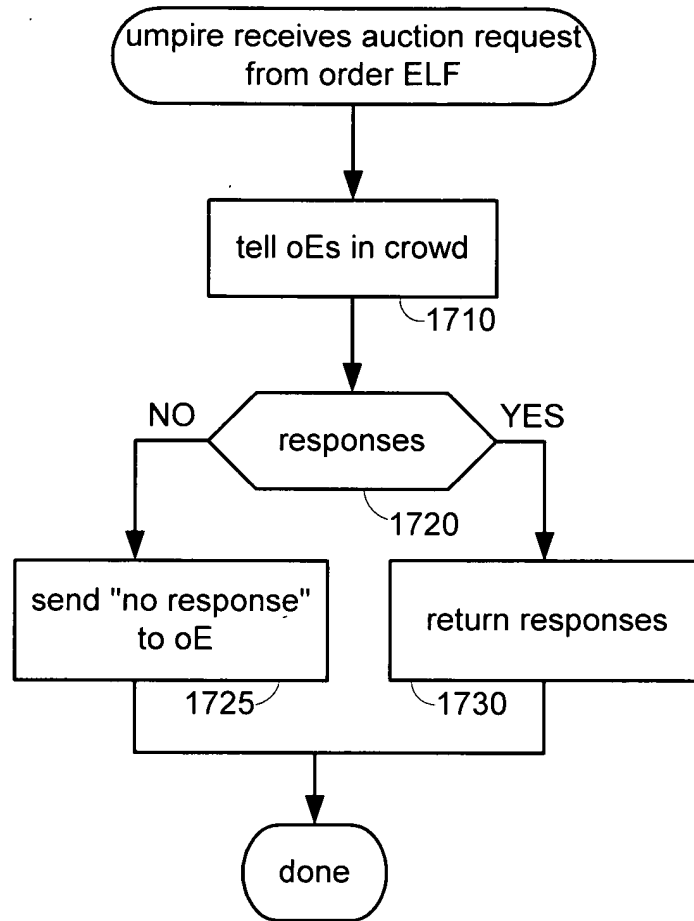 umpire receives auction request
from order ELF
tell oEs in crowd
1710
NO
YES
responses
1720
send "no response"
to oE
return responses
1725
1730
done